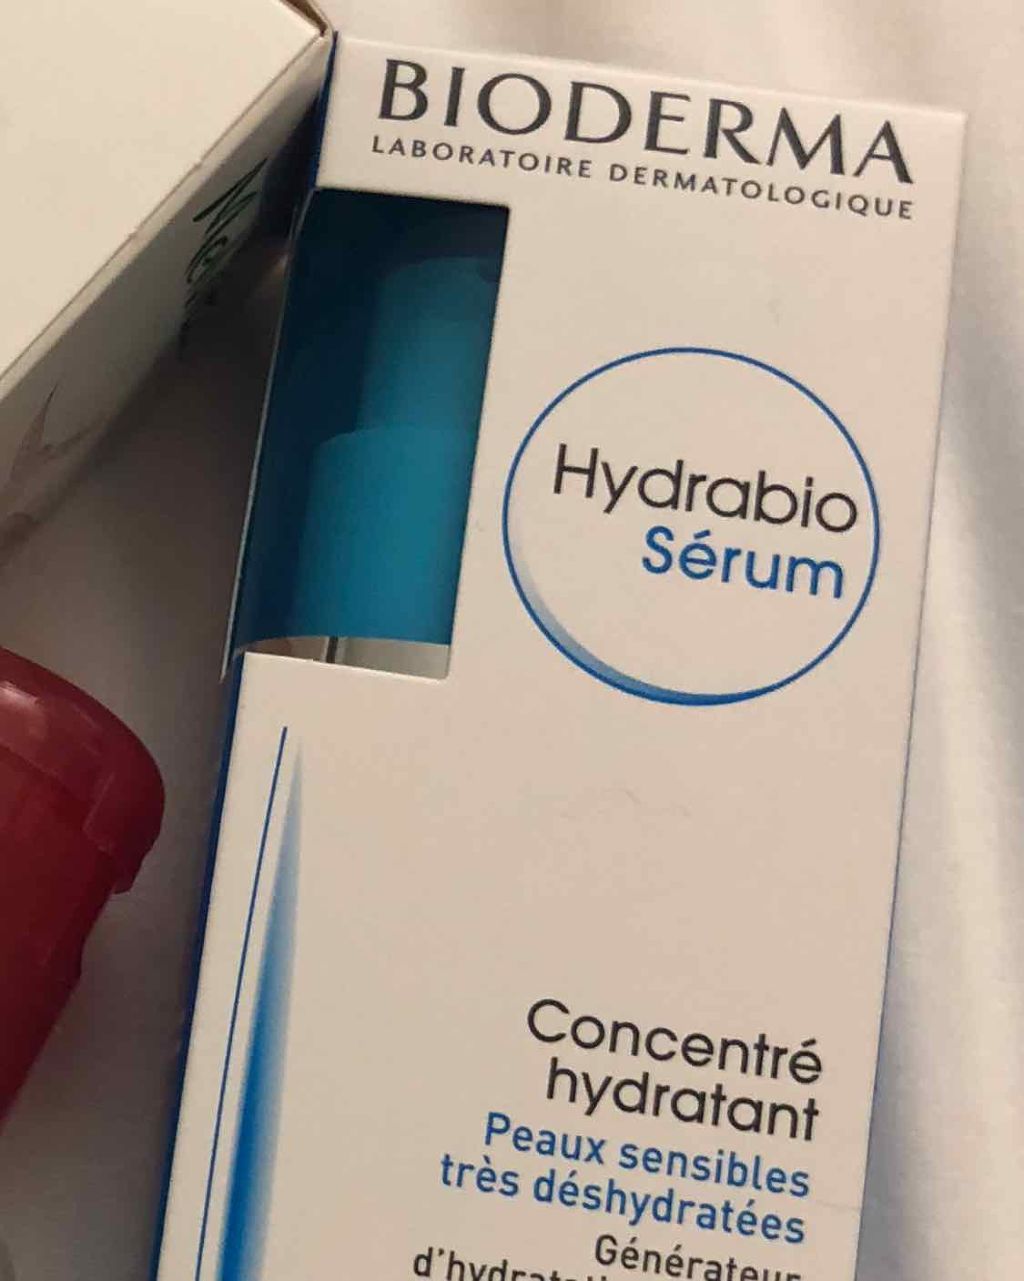 BIODERMA
LABORATOIRE DERMATOLOGIQUE
Hydrabio
Sérum
Concentré
hydratant
Peaux sensibles
très déshydratées
Générateur